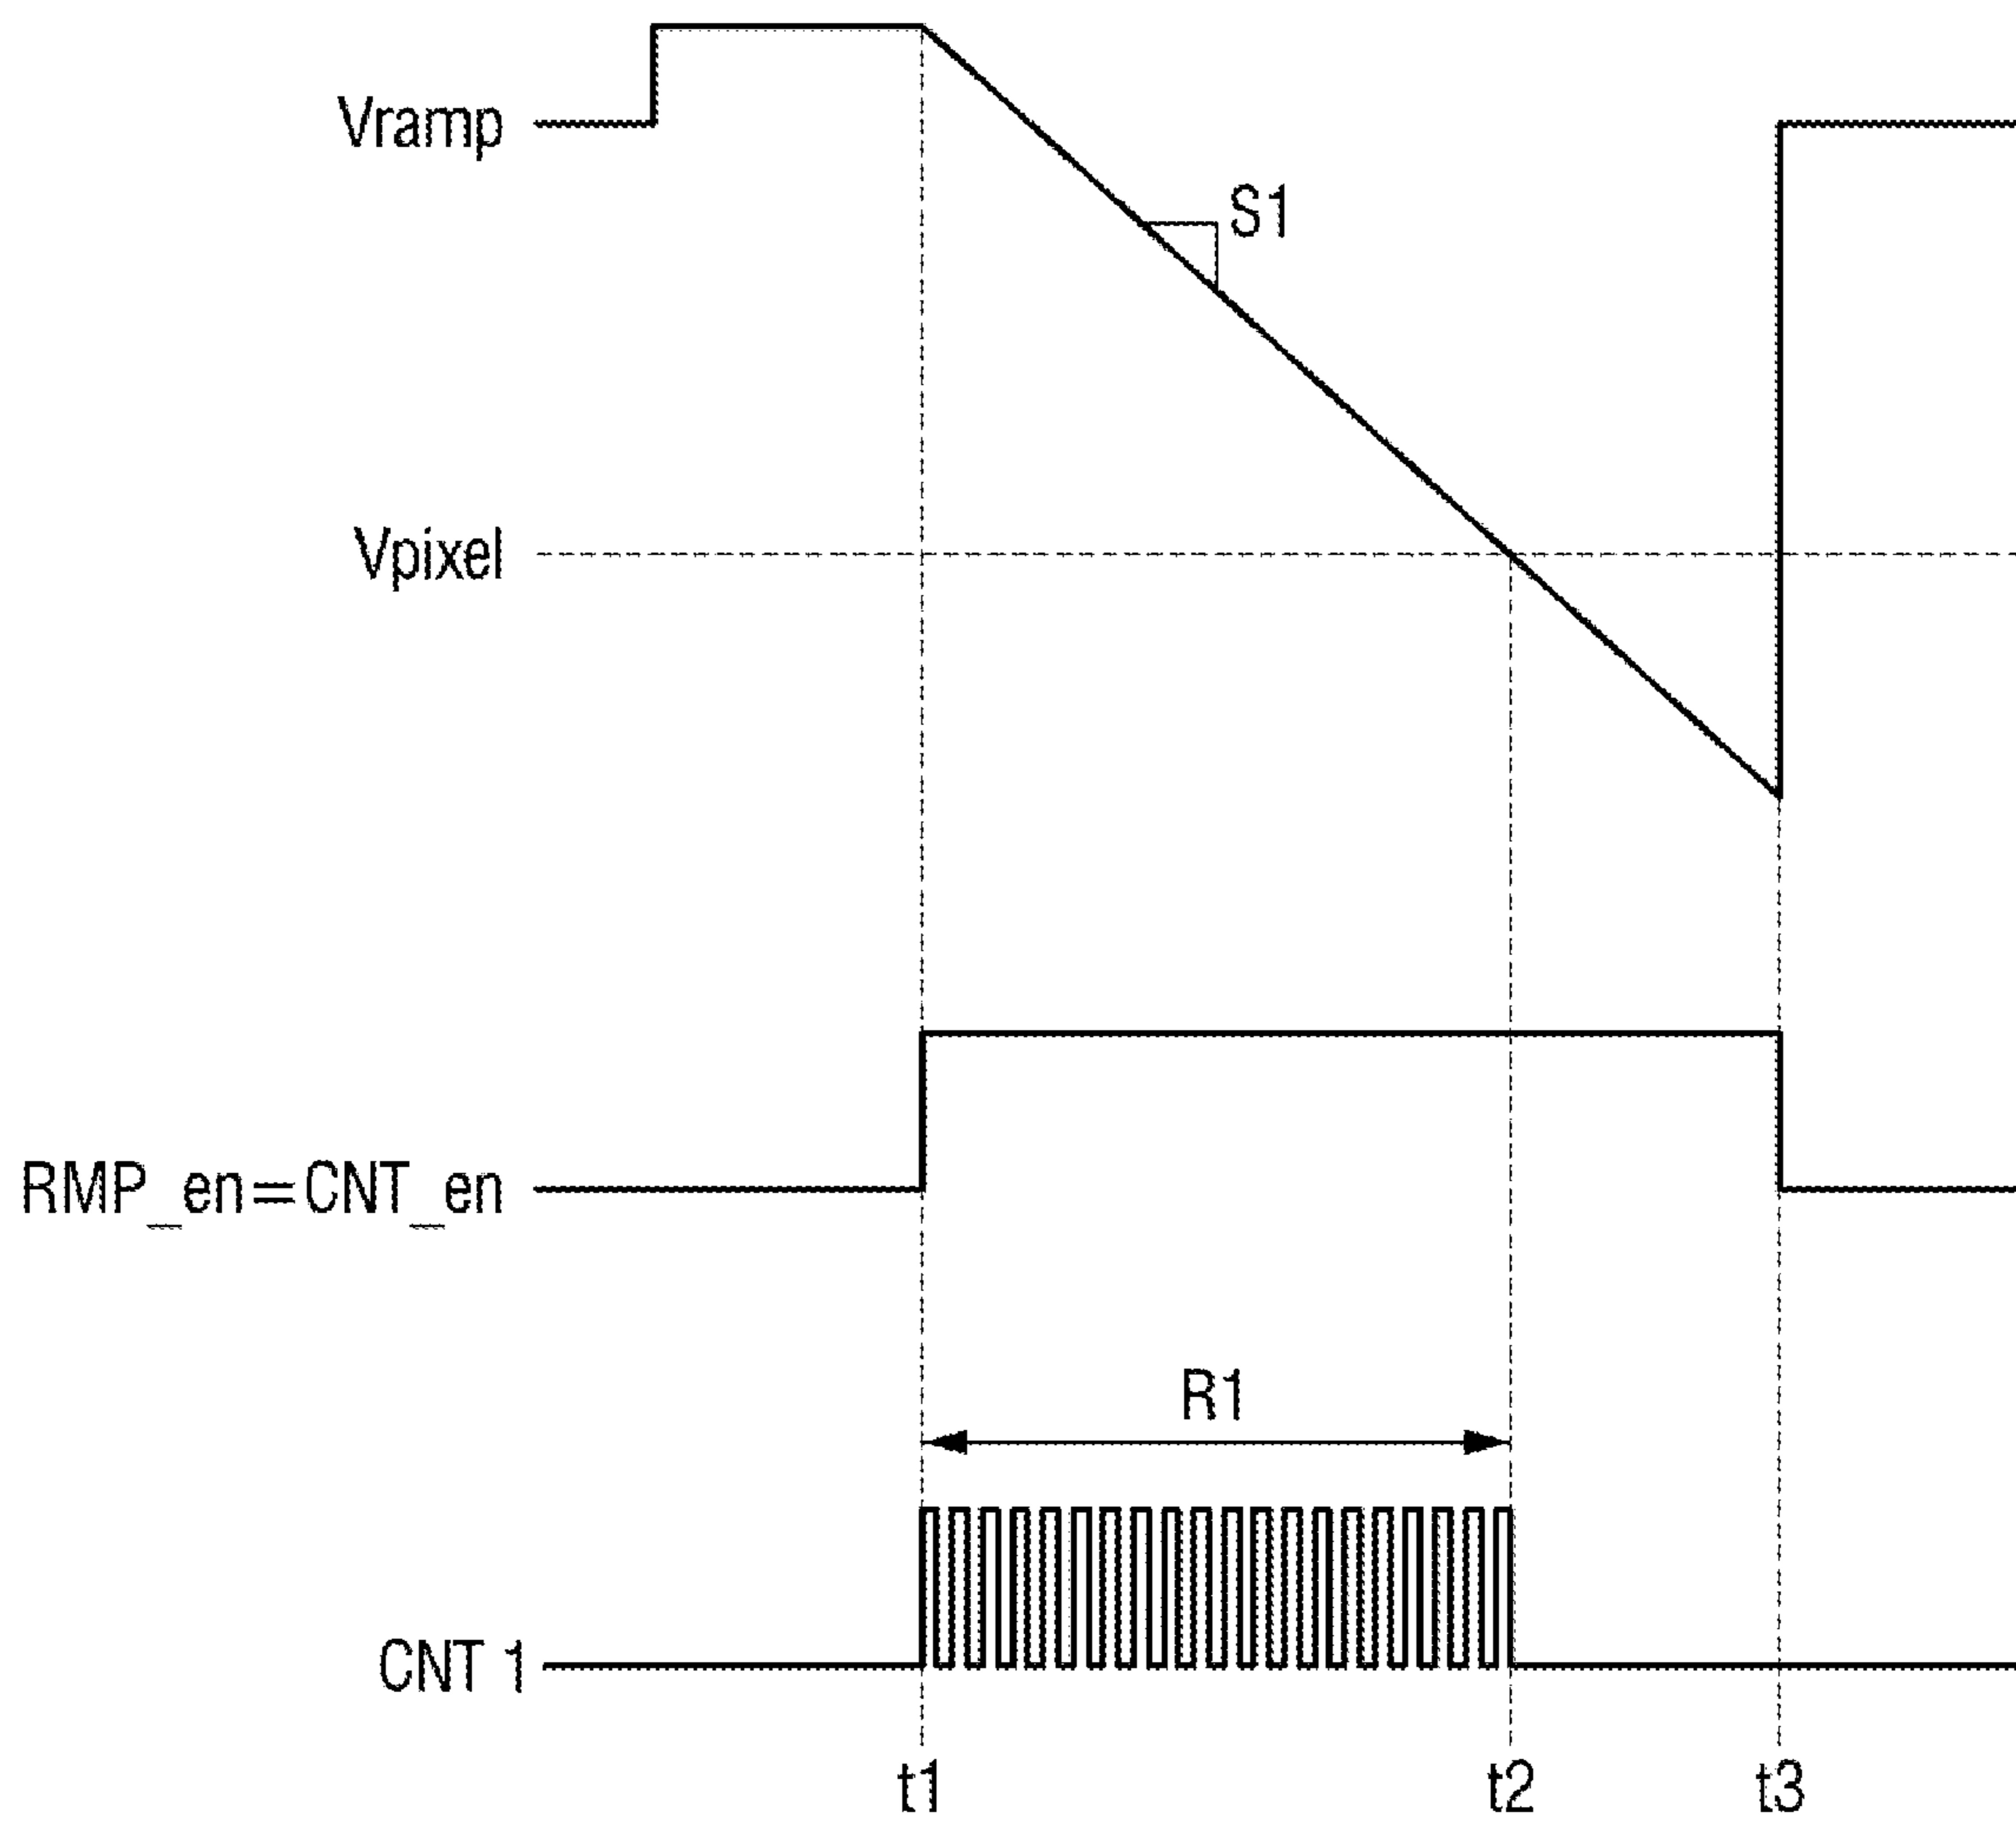 Vramp
S1
Vpixel
RMP_en=CNT_en
R1
CNT 1
t1 t2 t3